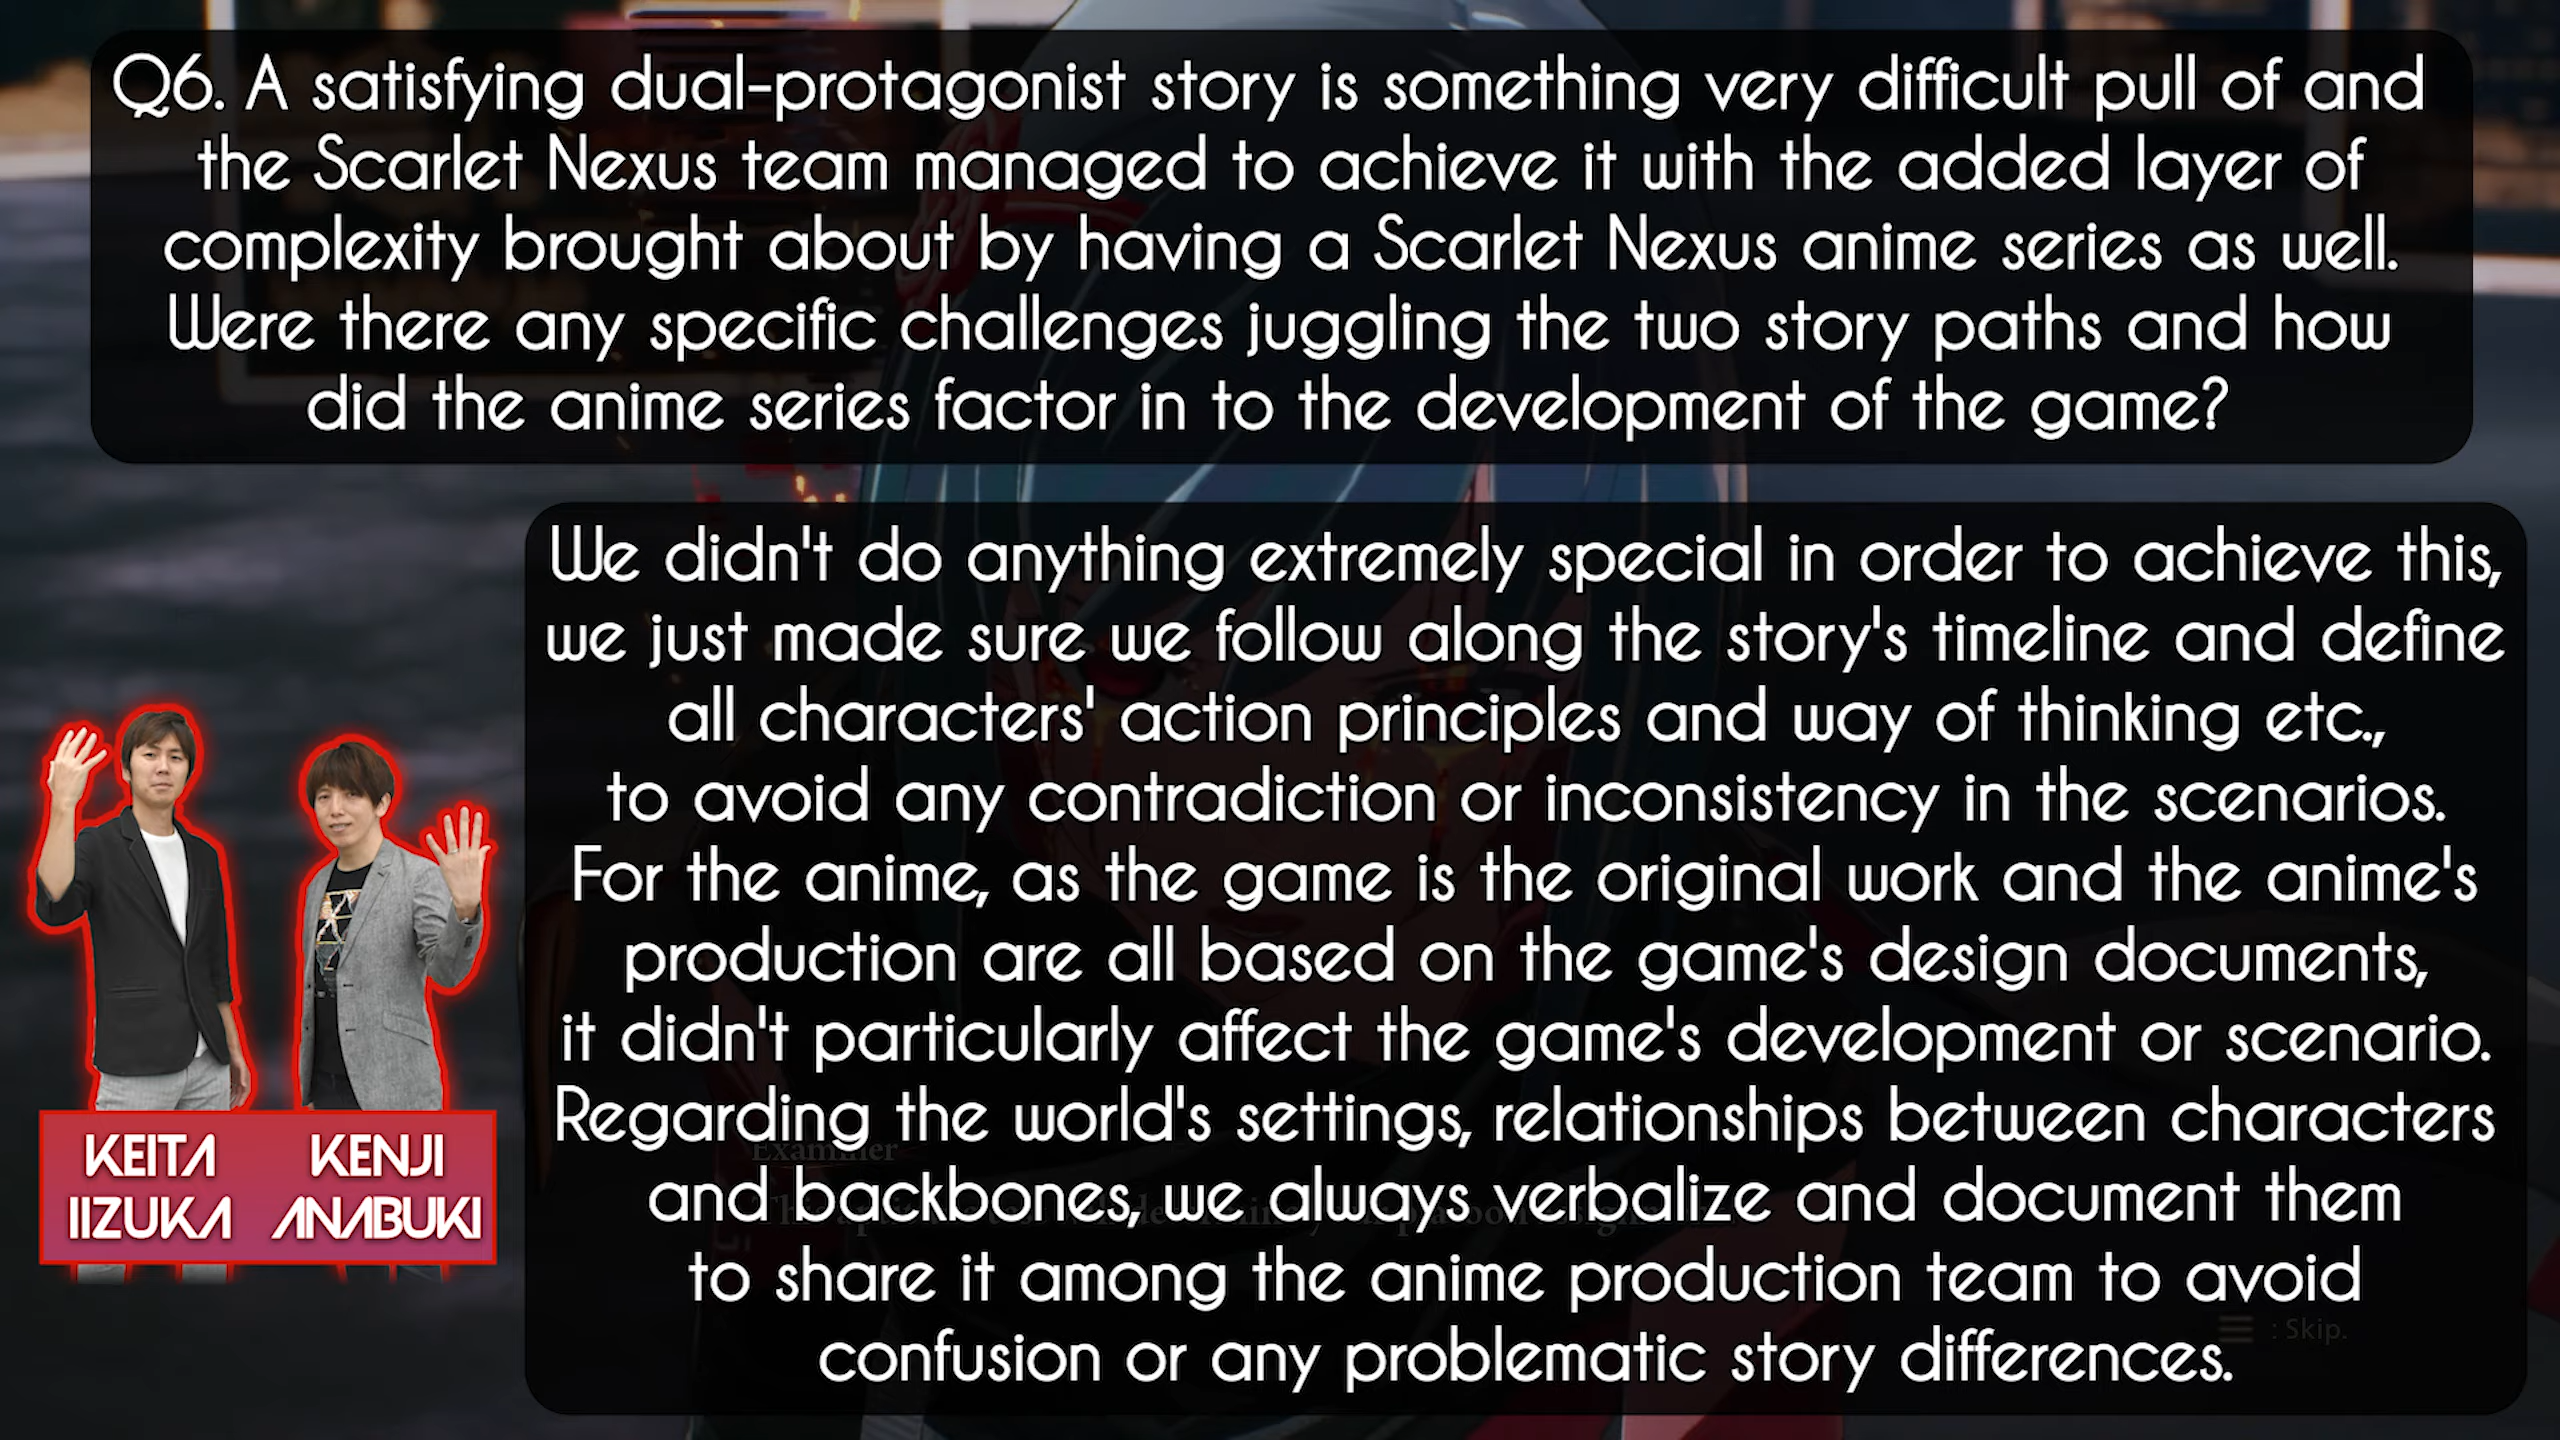 Q6. A satisfying dual-protagonist story is something very difficult pull of and
the Scarlet Nexus team managed to achieve it with the added layer of
complexity brought about by having a Scarlet Nexus anime series as well.
Were there any specific challenges juggling the two story paths and how
did the anime series factor in to the development of the game?
We didn't do anything extremely special in order to achieve this,
we just made sure we follow along the story's timeline and define
all characters' action principles and way of thinking etc.,
to avoid any contradiction or inconsistency in the scenarios.
For the anime, as the game is the original work and the anime's
production are all based on the game's design documents,
it didn't particularly affect the game's development or scenario.
Regarding the world's settings, relationships between characters
and backbones, we always verbalize and document them
to share it among the anime production team to avoid
confusion or any problematic story differences.
KEITA
IIZUKA
KENJI
ANABUKI
Examiner
: Skip.